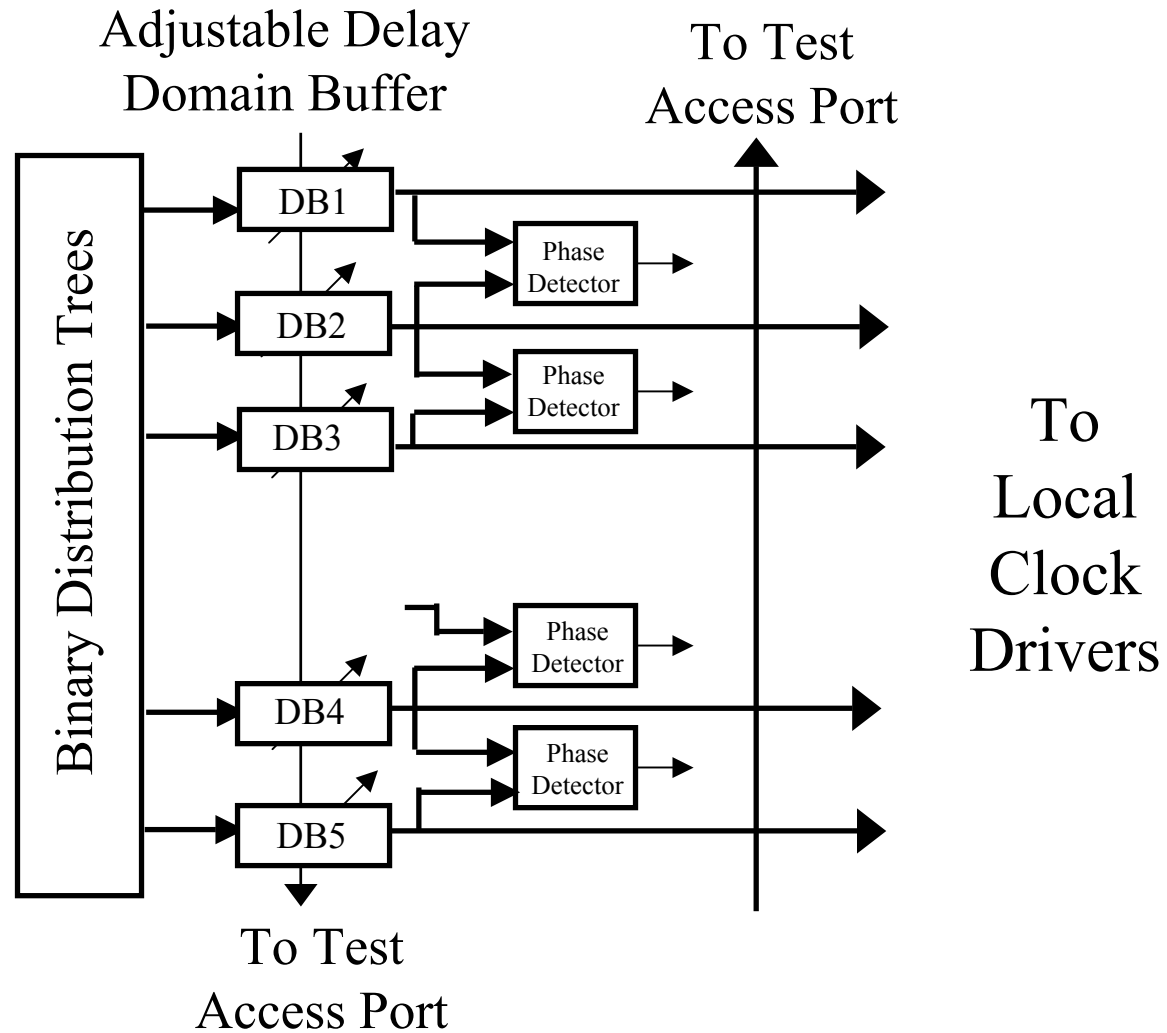 Adjustable Delay
Domain Buffer
To Test
Access Port
Binary Distribution Trees
DB1
Phase
Detector
DB2
Phase
Detector
DB3
To
Local
Clock
Drivers
Phase
Detector
DB4
Phase
Detector
DB5
To Test
Access Port